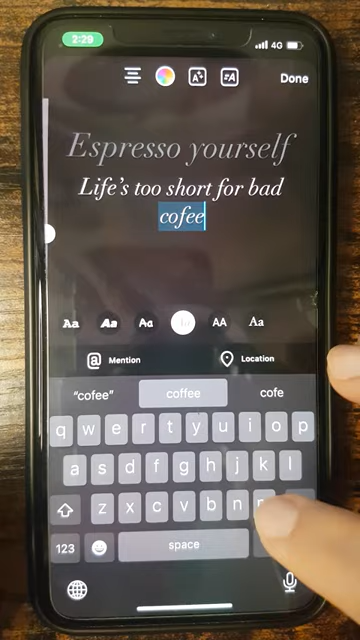 2:29
4G
Done
Espresso yourself
Life's too short for bad
cofee
Aa Aa Aa Aa AA Aa
@ Mention Location
"cofee" coffee cofe
q w e r t y u i o p
a s d f g h j k l
z x c v b n
123 space